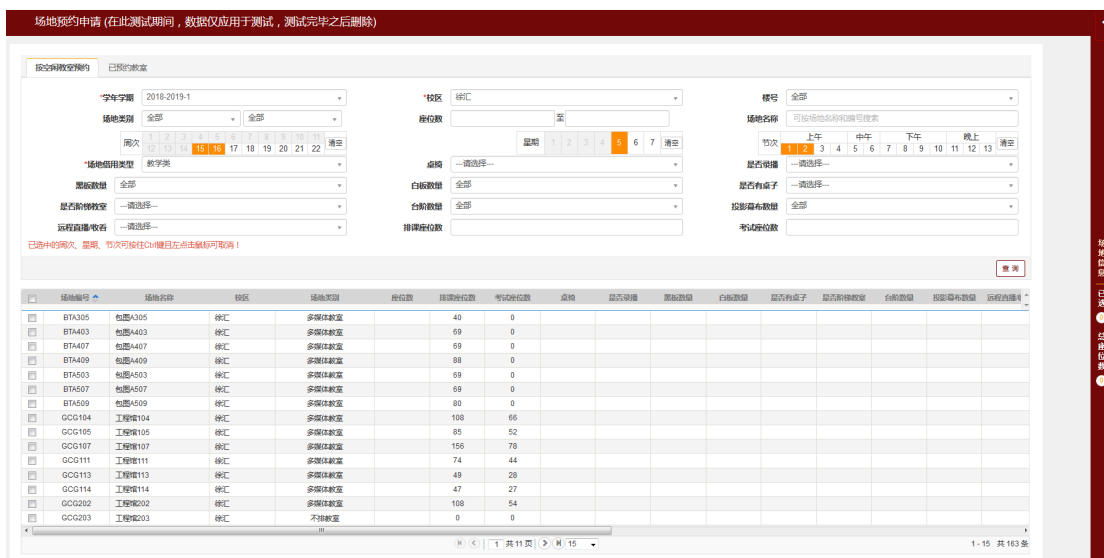 场地预约申请 (在此测试期间，数据仅应用于测试，测试完毕之后删除)
按空闲教室预约 已预约教室
*学年学期 2018-2019-1 *校区 徐汇 楼号 全部
场地类别 全部 全部 座位数 至 场地名称 可按场地名称和编号搜索
周次 1 2 3 4 5 6 7 8 9 10 11 清空 星期 1 2 3 4 5 6 7 清空 节次 上午 中午 下午 晚上 清空
12 13 14 15 16 17 18 19 20 21 22 1 2 3 4 5 6 7 8 9 10 11 12 13
*场地借用类型 教学类 桌椅 ---请选择--- 是否录播 ---请选择---
黑板数量 全部 白板数量 全部 是否有桌子 ---请选择---
是否阶梯教室 ---请选择--- 台阶数量 全部 投影幕布数量 全部
远程直播/收看 ---请选择--- 排课座位数 考试座位数
已选中的周次、星期、节次可按住Ctrl键且左点击鼠标可取消！
查 询
场地编号 场地名称 校区 场地类别 座位数 排课座位数 考试座位数 桌椅 是否录播 黑板数量 白板数量 是否有桌子 是否阶梯教室 台阶数量 投影幕布数量 远程直播/
BTA305 包图A305 徐汇 多媒体教室 40 0
BTA403 包图A403 徐汇 多媒体教室 69 0
BTA407 包图A407 徐汇 多媒体教室 69 0
BTA409 包图A409 徐汇 多媒体教室 88 0
BTA503 包图A503 徐汇 多媒体教室 69 0
BTA507 包图A507 徐汇 多媒体教室 69 0
BTA509 包图A509 徐汇 多媒体教室 80 0
GCG104 工程馆104 徐汇 多媒体教室 108 66
GCG105 工程馆105 徐汇 多媒体教室 85 52
GCG107 工程馆107 徐汇 多媒体教室 156 78
GCG111 工程馆111 徐汇 多媒体教室 74 44
GCG113 工程馆113 徐汇 多媒体教室 49 28
GCG114 工程馆114 徐汇 多媒体教室 47 27
GCG202 工程馆202 徐汇 多媒体教室 108 54
GCG203 工程馆203 徐汇 不排教室 0 0
1 共11页 15 1 - 15 共 163 条
场地信息
已选 0
总座位数 0